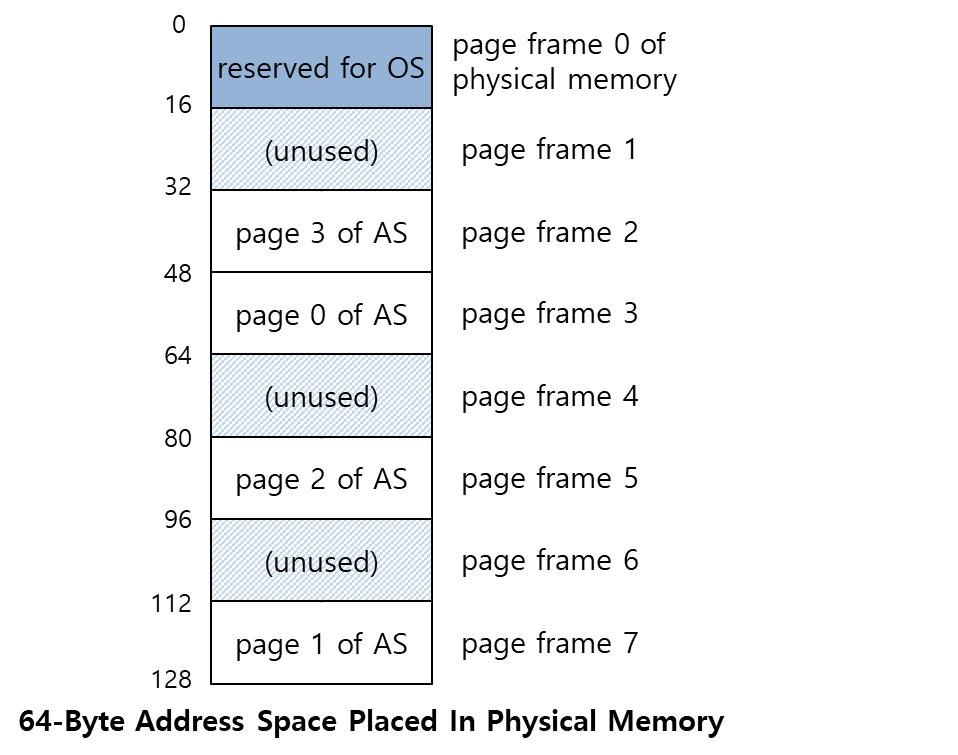 0
reserved for OS
page frame 0 of
physical memory
16
(unused)
page frame 1
32
page 3 of AS
page frame 2
48
page 0 of AS
page frame 3
64
(unused)
page frame 4
80
page 2 of AS
page frame 5
96
(unused)
page frame 6
112
page 1 of AS
page frame 7
128
64-Byte Address Space Placed In Physical Memory